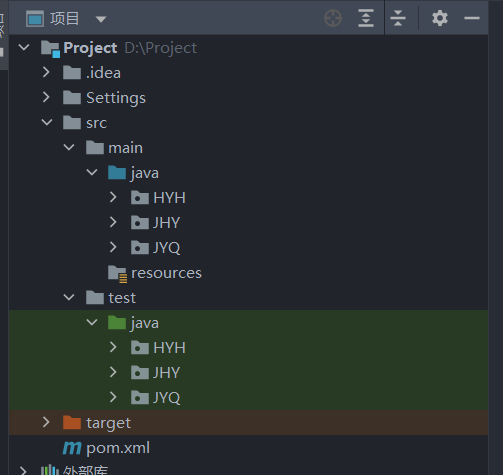 项目
Project D:\Project
.idea
Settings
src
main
java
HYH
JHY
JYQ
resources
test
java
HYH
JHY
JYQ
target
m pom.xml
外部库